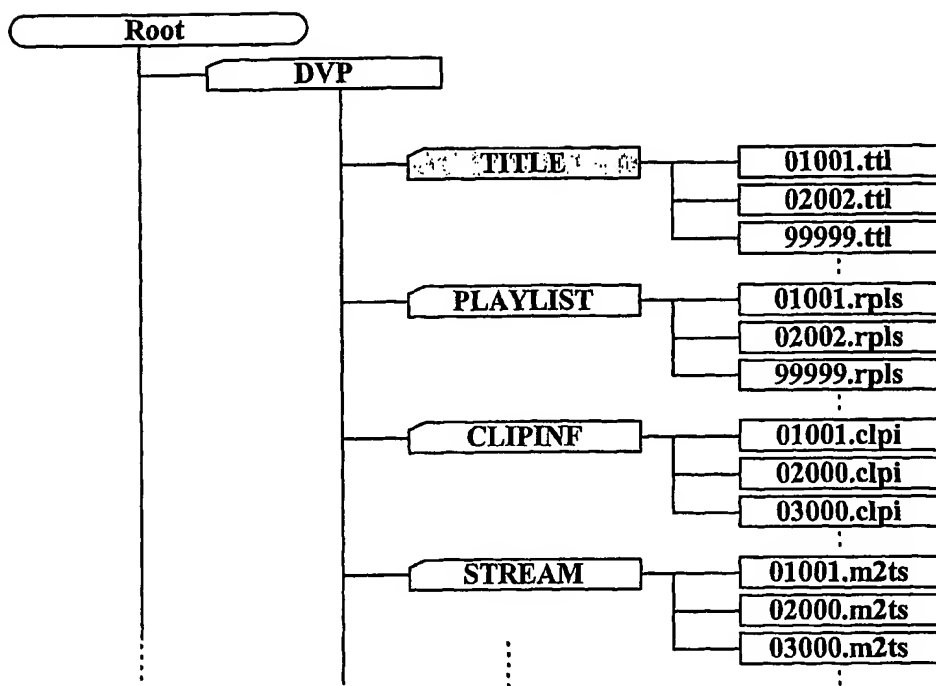 Root
DVP
TITLE
01001.ttl
02002.ttl
99999.ttl
PLAYLIST
01001.rpls
02002.rpls
99999.rpls
CLIPINF
01001.clpi
02000.clpi
03000.clpi
STREAM
01001.m2ts
02000.m2ts
03000.m2ts